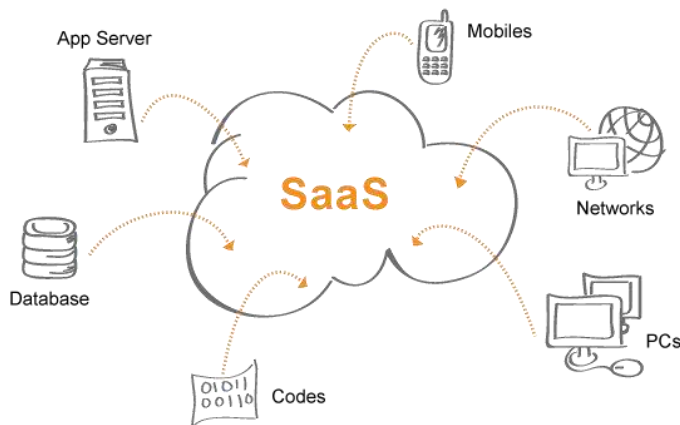 App Server
Mobiles
SaaS
Networks
Database
PCs
01011
00110
Codes